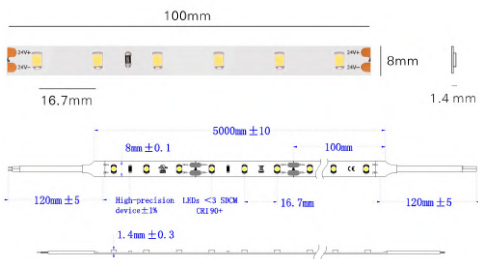 100mm
24V+
24V+
24V-
24V-
8mm
16.7mm
1.4 mm
5000mm±10
8mm±0.1
100mm
120mm±5
High-precision
device±1%
LEDs <3 SDCM
CRI90+
16.7mm
120mm±5
1.4mm±0.3